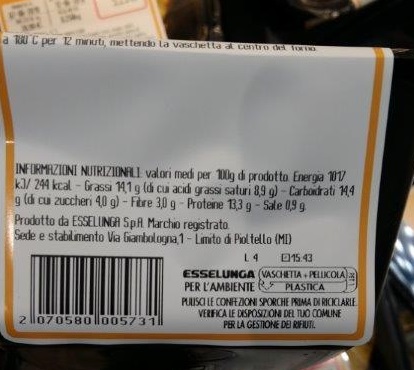 a 180°C per 12 minuti, mettendo la vaschetta al centro del forno.
INFORMAZIONI NUTRIZIONALI: valori medi per 100g di prodotto. Energia 1017
kJ/ 244 kcal - Grassi 14,1 g (di cui acidi grassi saturi 8,9 g) - Carboidrati 14,4
g (di cui zuccheri 4,0 g) - Fibre 3,0 g - Proteine 13,3 g - Sale 0,9 g.
Prodotto da ESSELUNGA S.p.A. Marchio registrato.
Sede e stabilimento Via Giambologna,1 - Limito di Pioltello (MI)
L 4 15.43
ESSELUNGA VASCHETTA + PELLICOLA
PER L'AMBIENTE PLASTICA
PULISCI LE CONFEZIONI SPORCHE PRIMA DI RICICLARLE.
VERIFICA LE DISPOSIZIONI DEL TUO COMUNE
PER LA GESTIONE DEI RIFIUTI.
2 070580 005731